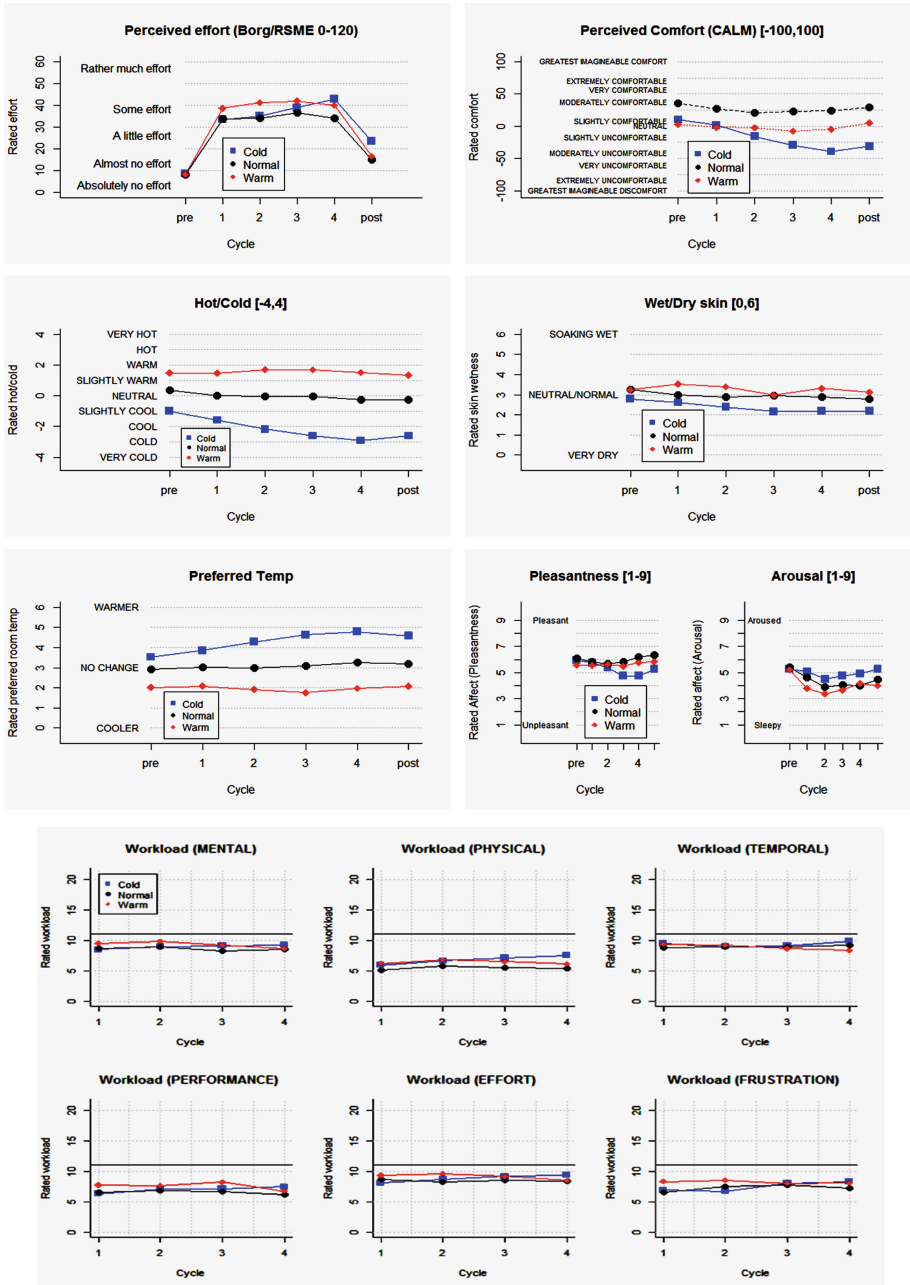 Perceived effort (Borg/RSME 0-120)
Rated effort
60
50
40
30
20
10
0
Rather much effort
Some effort
A little effort
Almost no effort
Absolutely no effort
Cold
Normal
Warm
pre 1 2 3 4 post
Cycle
Perceived Comfort (CALM) [-100,100]
Rated comfort
100
50
0
-50
-100
GREATEST IMAGINEABLE COMFORT
EXTREMELY COMFORTABLE
VERY COMFORTABLE
MODERATELY COMFORTABLE
SLIGHTLY COMFORTABLE
NEUTRAL
SLIGHTLY UNCOMFORTABLE
MODERATELY UNCOMFORTABLE
VERY UNCOMFORTABLE
EXTREMELY UNCOMFORTABLE
GREATEST IMAGINEABLE DISCOMFORT
Cold
Normal
Warm
pre 1 2 3 4 post
Cycle
Hot/Cold [-4,4]
Rated hot/cold
4
2
0
-2
-4
VERY HOT
HOT
WARM
SLIGHTLY WARM
NEUTRAL
SLIGHTLY COOL
COOL
COLD
VERY COLD
Cold
Normal
Warm
pre 1 2 3 4 post
Cycle
Wet/Dry skin [0,6]
Rated skin wetness
6
5
4
3
2
1
0
SOAKING WET
NEUTRAL/NORMAL
VERY DRY
Cold
Normal
Warm
pre 1 2 3 4 post
Cycle
Preferred Temp
Rated preferred room temp
6
5
4
3
2
1
0
WARMER
NO CHANGE
COOLER
Cold
Normal
Warm
pre 1 2 3 4 post
Cycle
Pleasantness [1-9]
Rated Affect (Pleasantness)
9
7
5
3
1
Pleasant
Unpleasant
Cold
Normal
Warm
pre 2 4
Cycle
Arousal [1-9]
Rated affect (Arousal)
9
7
5
3
1
Aroused
Sleepy
pre 2 3 4
Cycle
Workload (MENTAL)
Rated workload
20
15
10
5
0
Cold
Normal
Warm
1 2 3 4
Cycle
Workload (PHYSICAL)
Rated workload
20
15
10
5
0
1 2 3 4
Cycle
Workload (TEMPORAL)
Rated workload
20
15
10
5
0
1 2 3 4
Cycle
Workload (PERFORMANCE)
Rated workload
20
15
10
5
0
1 2 3 4
Cycle
Workload (EFFORT)
Rated workload
20
15
10
5
0
1 2 3 4
Cycle
Workload (FRUSTRATION)
Rated workload
20
15
10
5
0
1 2 3 4
Cycle